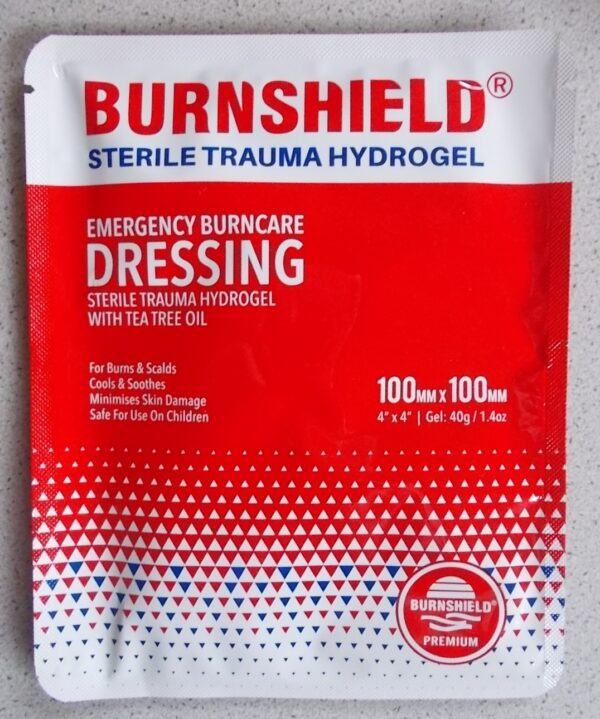 BURNSHIELD®
STERILE TRAUMA HYDROGEL
EMERGENCY BURNCARE
DRESSING
STERILE TRAUMA HYDROGEL
WITH TEA TREE OIL
For Burns & Scalds
Cools & Soothes
Minimises Skin Damage
Safe For Use On Children
100MM X 100MM
4" x 4" | Gel: 40g / 1.4oz
BURNSHIELD®
PREMIUM